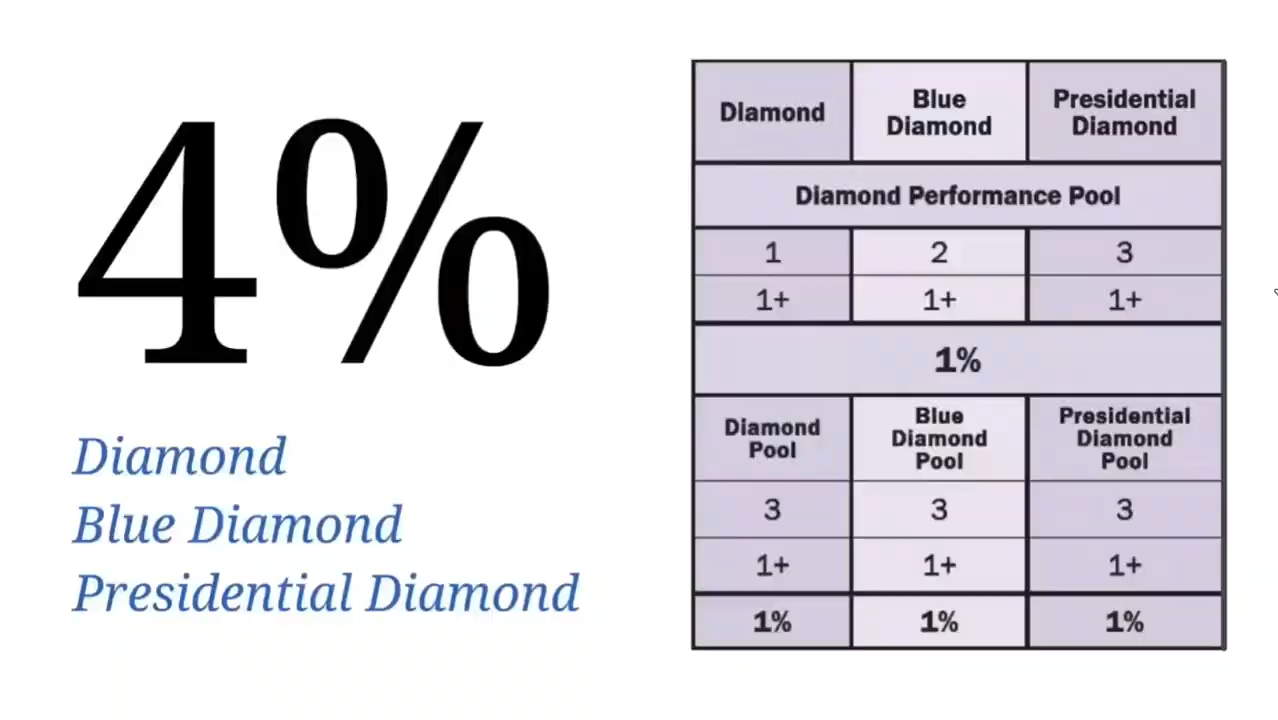 4%
Diamond
Blue Diamond
Presidential Diamond
Diamond
Blue
Diamond
Presidential
Diamond
Diamond Performance Pool
1 2 3
1+ 1+ 1+
1%
Diamond
Pool
Blue
Diamond
Pool
Presidential
Diamond
Pool
3 3 3
1+ 1+ 1+
1% 1% 1%